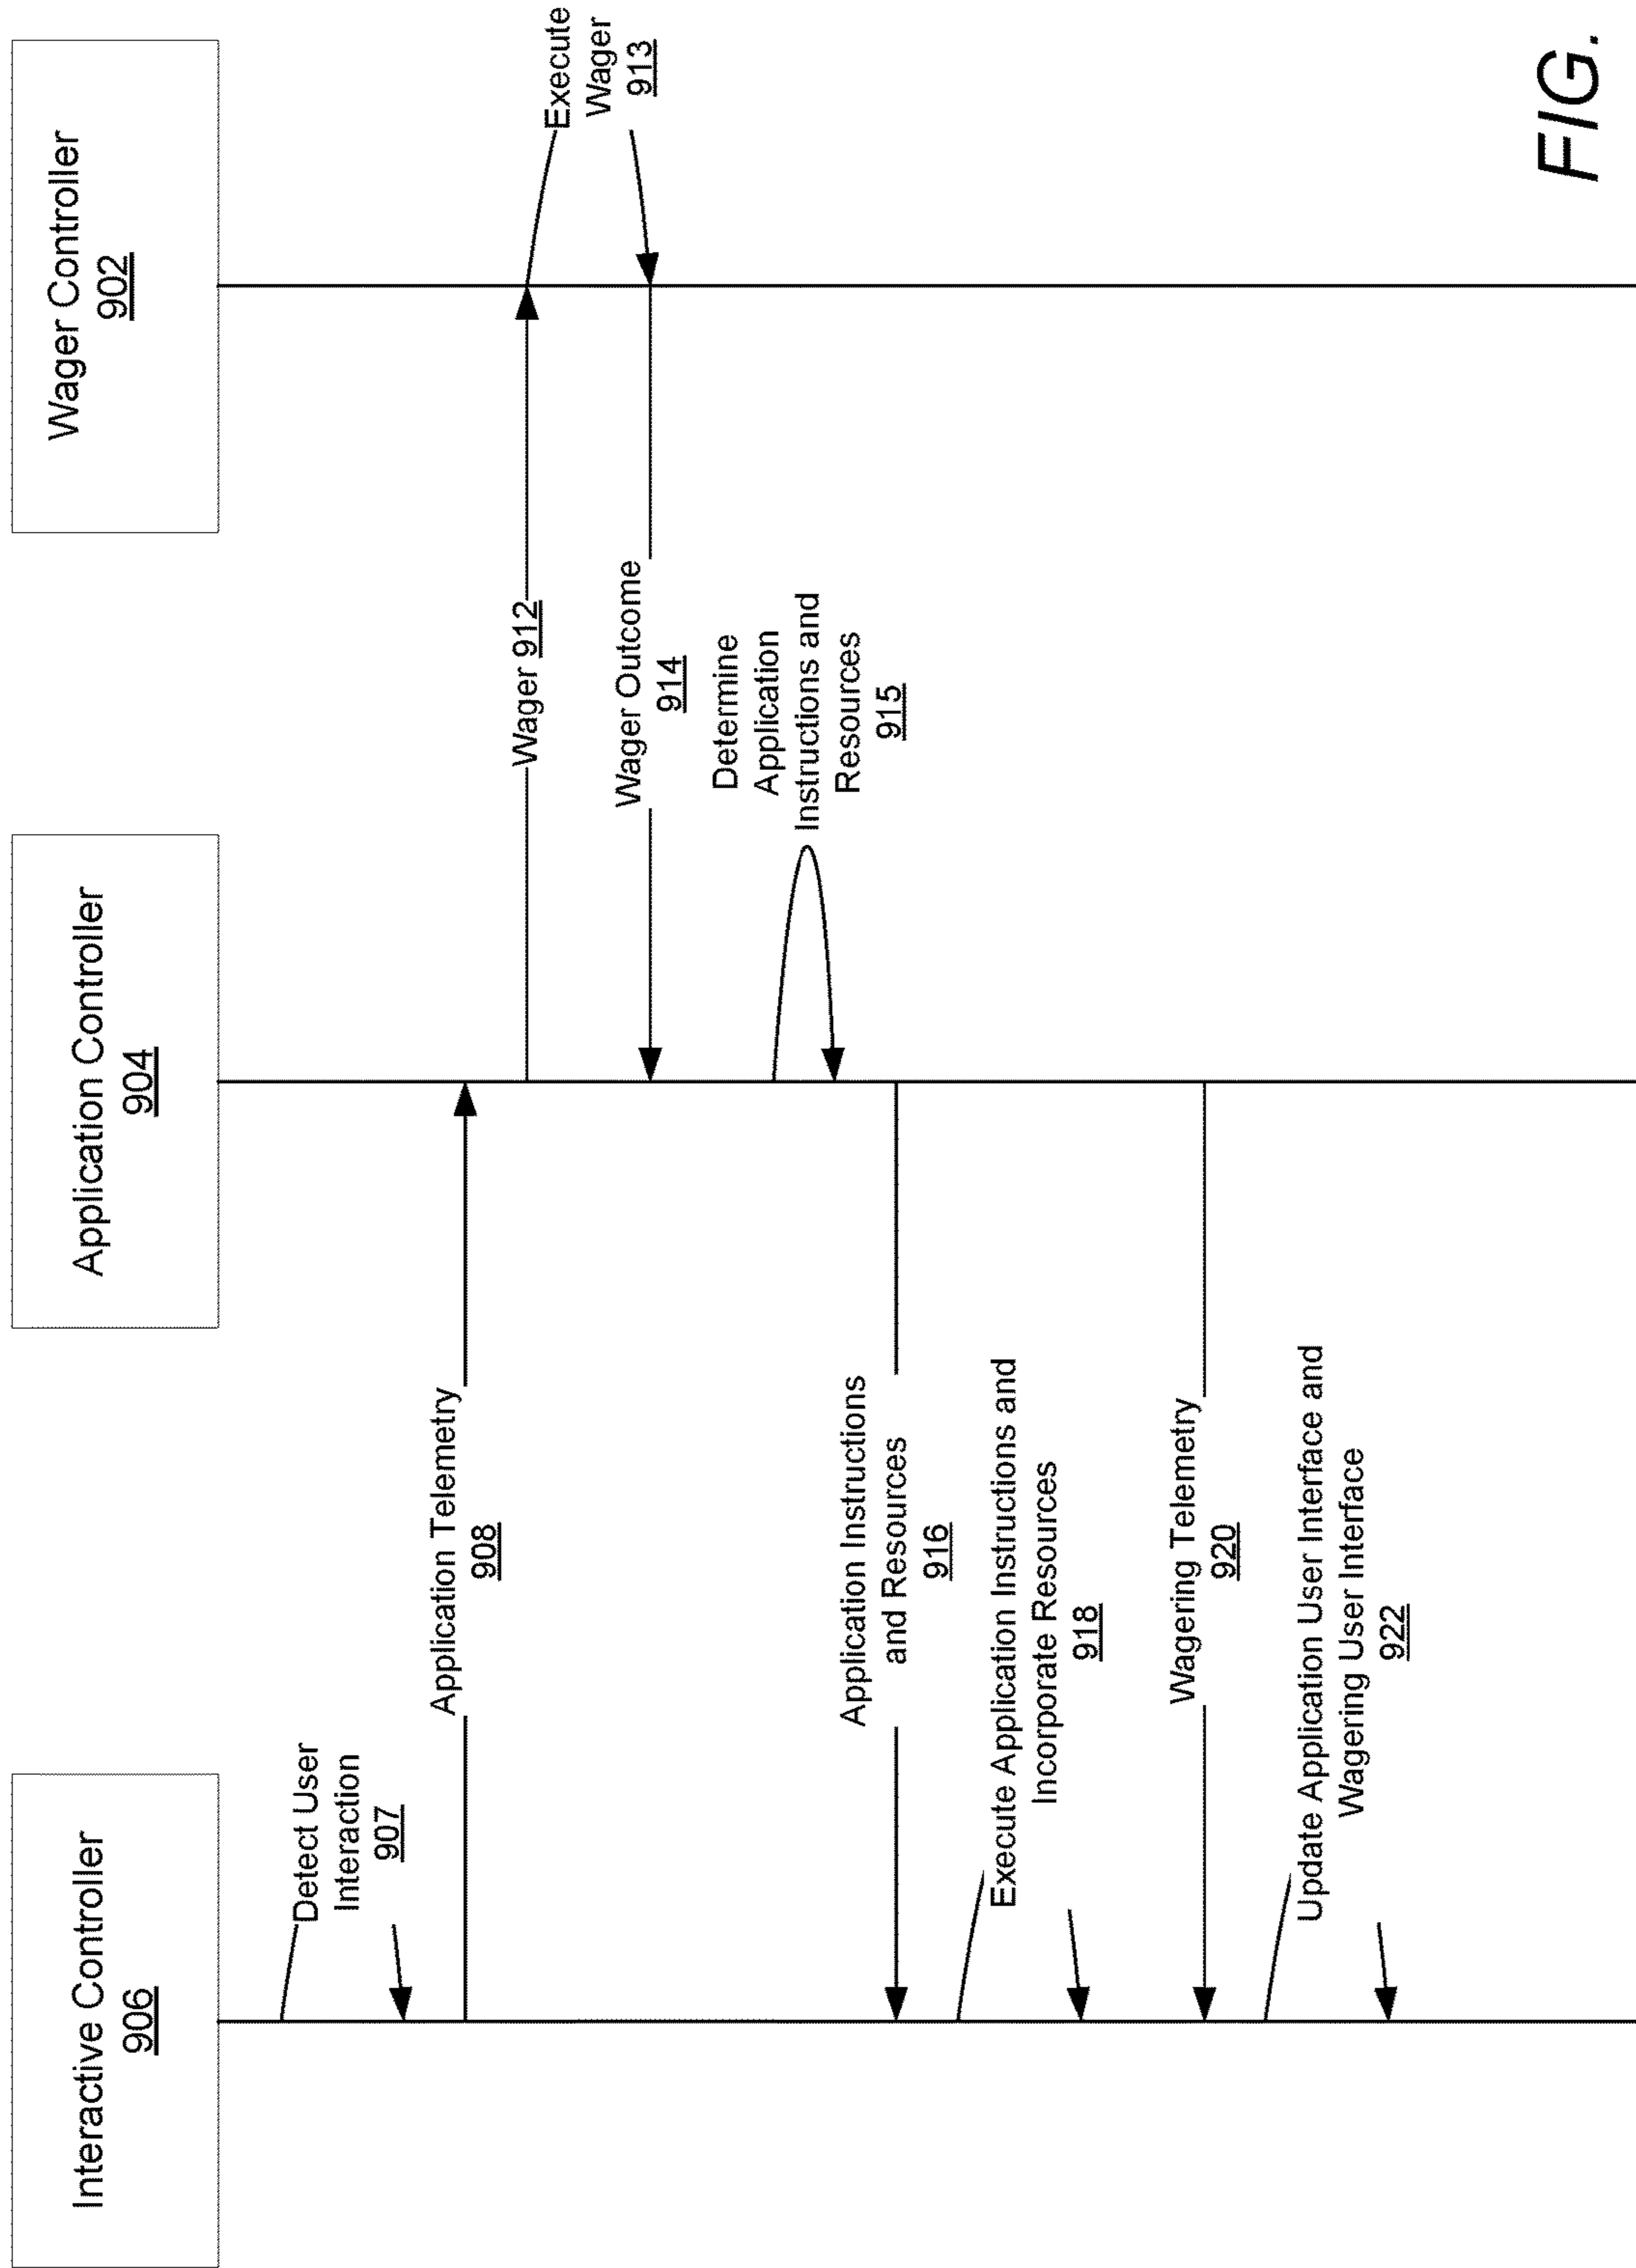 Interactive Controller
906
Application Controller
904
Wager Controller
902
Detect User
Interaction
907
Application Telemetry
908
Wager 912
Execute
Wager
913
Wager Outcome
914
Determine
Application
Instructions and
Resources
915
Application Instructions
and Resources
916
Execute Application Instructions and
Incorporate Resources
918
Wagering Telemetry
920
Update Application User Interface and
Wagering User Interface
922
FIG.